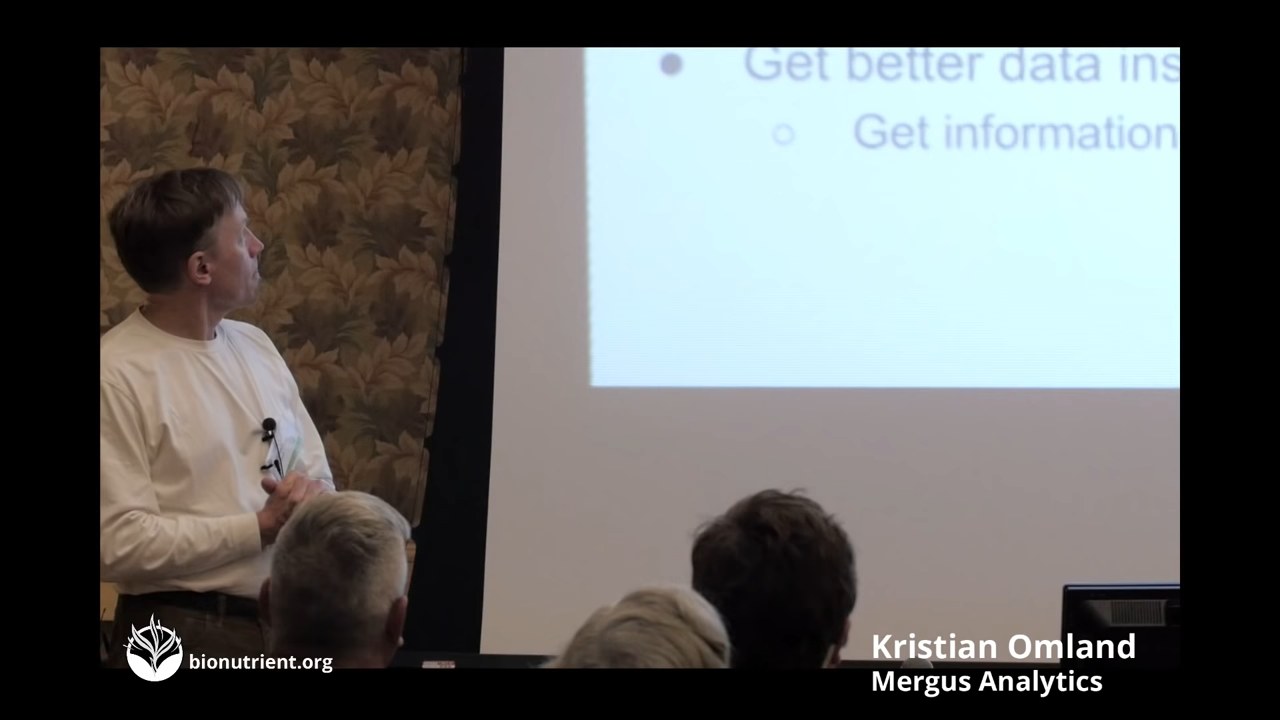 Get better data ins
Get information
bionutrient.org
Kristian Omland
Mergus Analytics